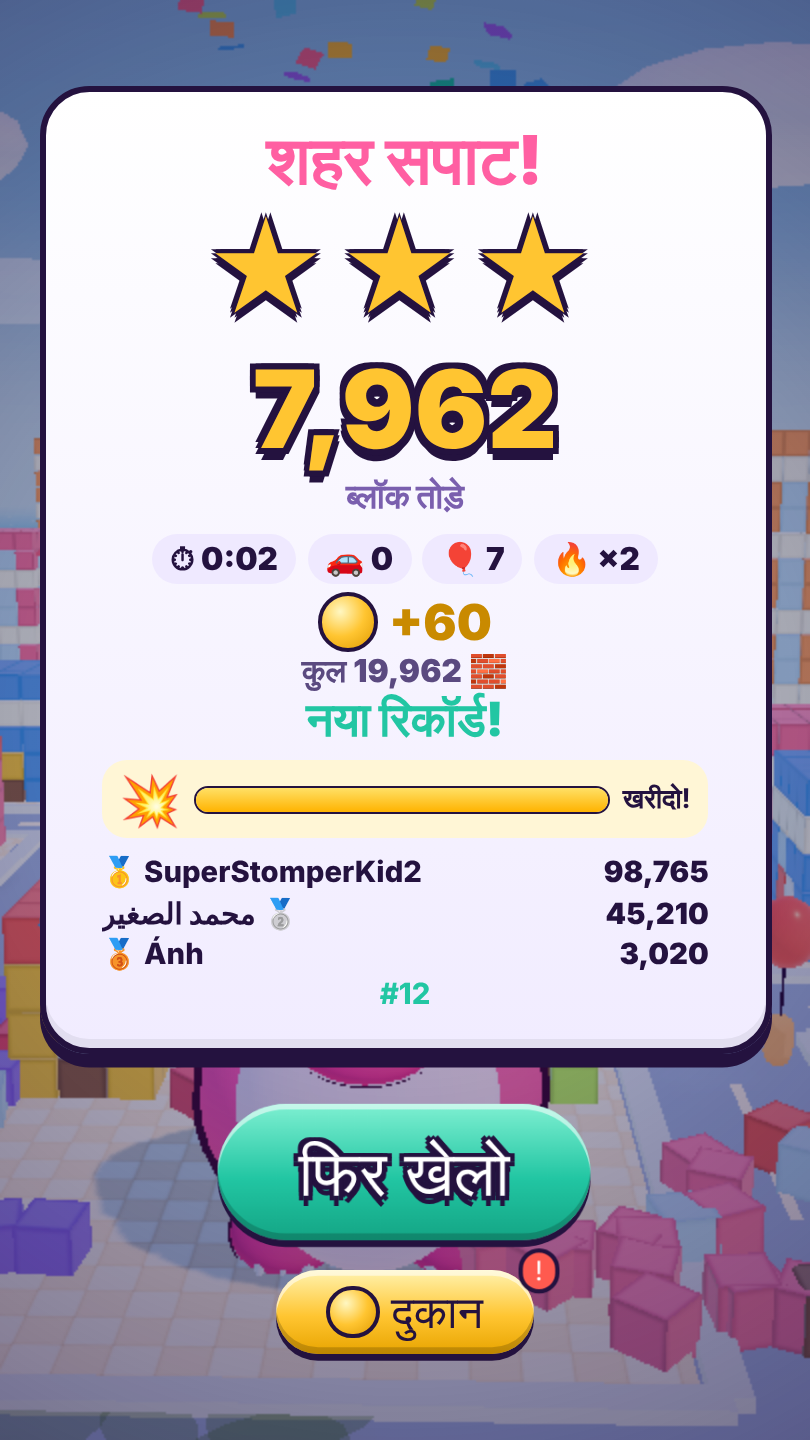 शहर सपाट!
7,962
ब्लॉक तोड़े
⏱ 0:02 🚗 0 🎈 7 🔥 ×2
+60
कुल 19,962 🧱
नया रिकॉर्ड!
💥 खरीदो!
🥇 SuperStomperKid2 98,765
🥈 محمد الصغير 45,210
🥉 Ánh 3,020
#12
फिर खेलो
!
दुकान